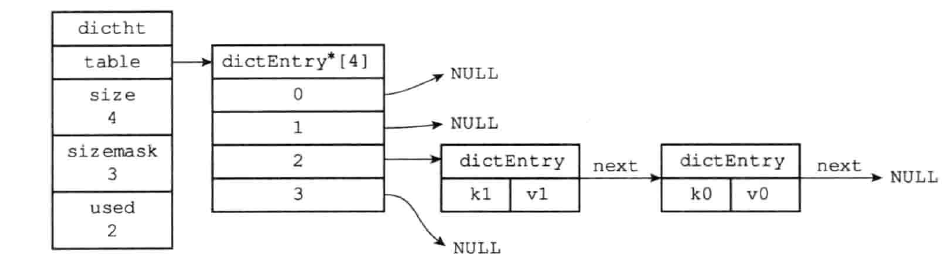 dictht
table
size
4
sizemask
3
used
2
dictEntry*[4]
0
1
2
3
NULL
NULL
dictEntry
k1 v1
next
dictEntry
k0 v0
next
NULL
NULL